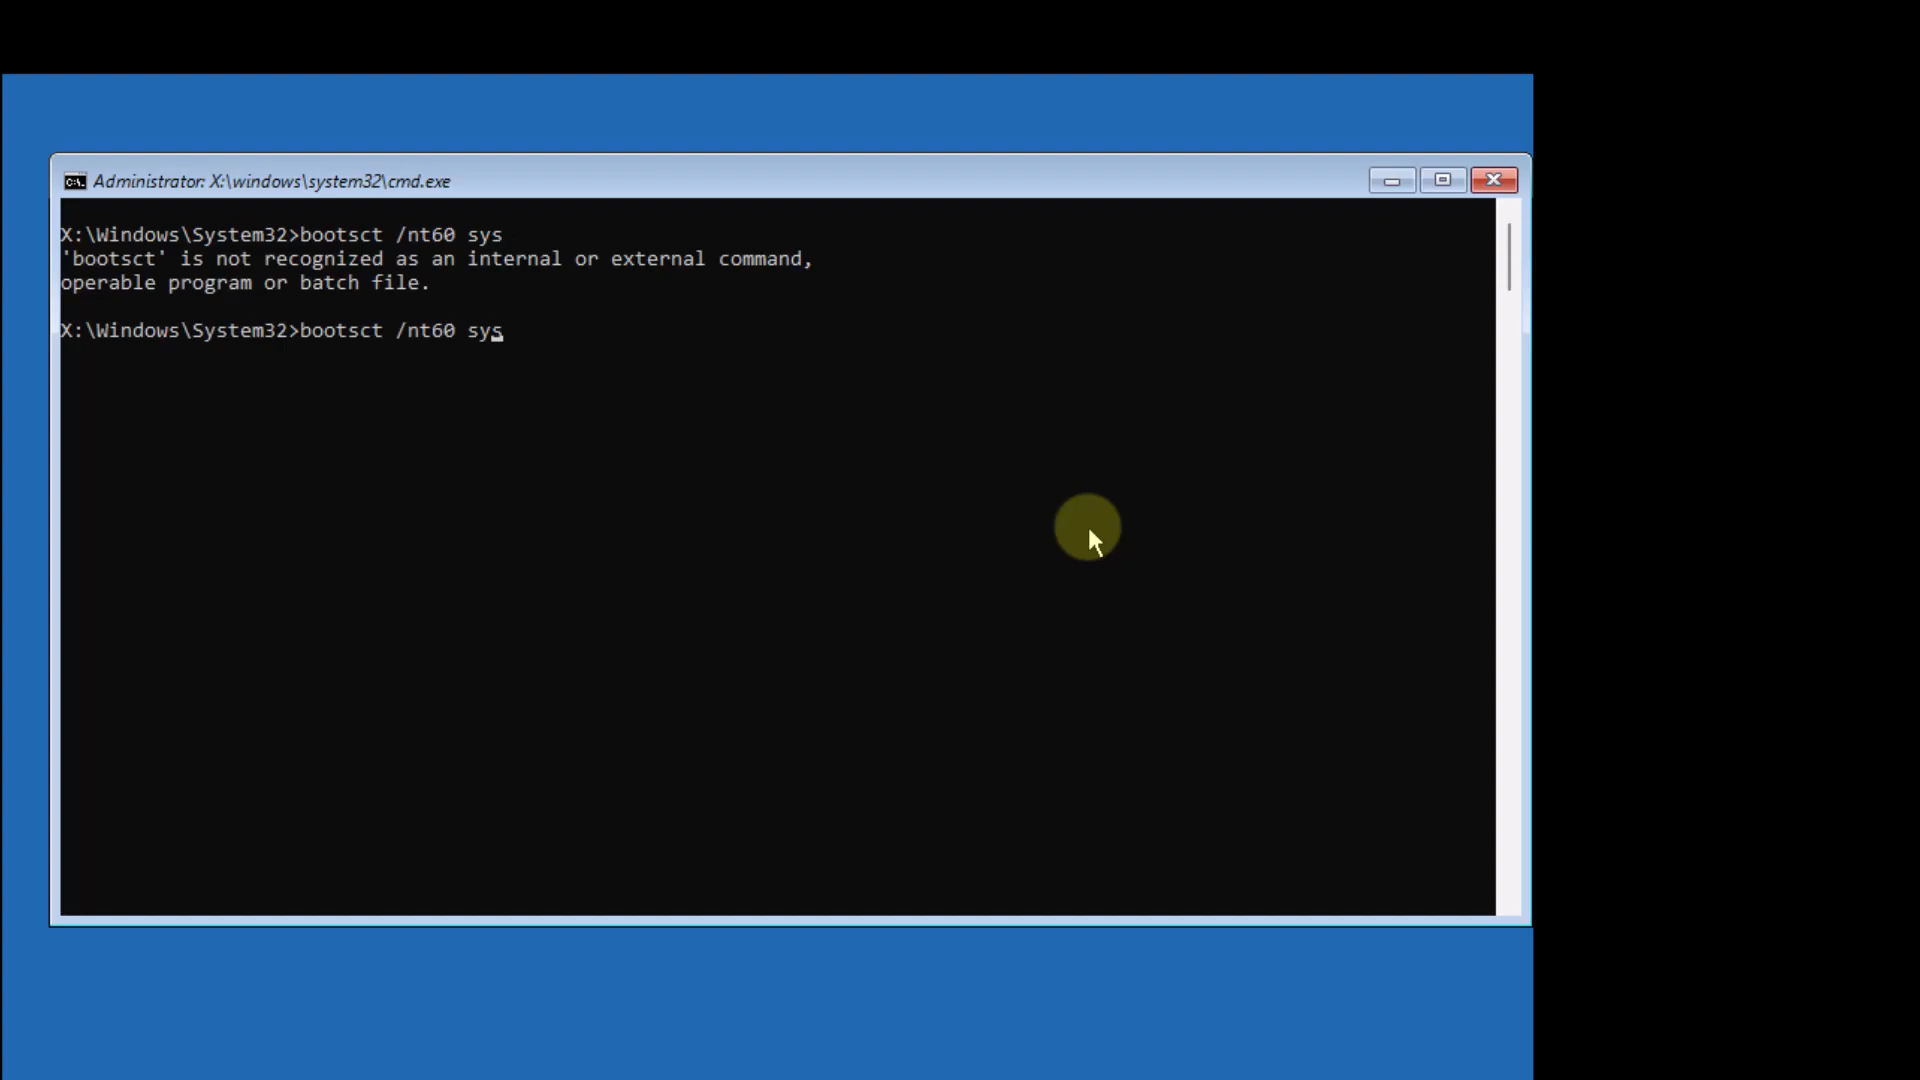 Administrator: X:\windows\system32\cmd.exe
X:\Windows\System32>bootsct /nt60 sys
'bootsct' is not recognized as an internal or external command,
operable program or batch file.
X:\Windows\System32>bootsct /nt60 sys